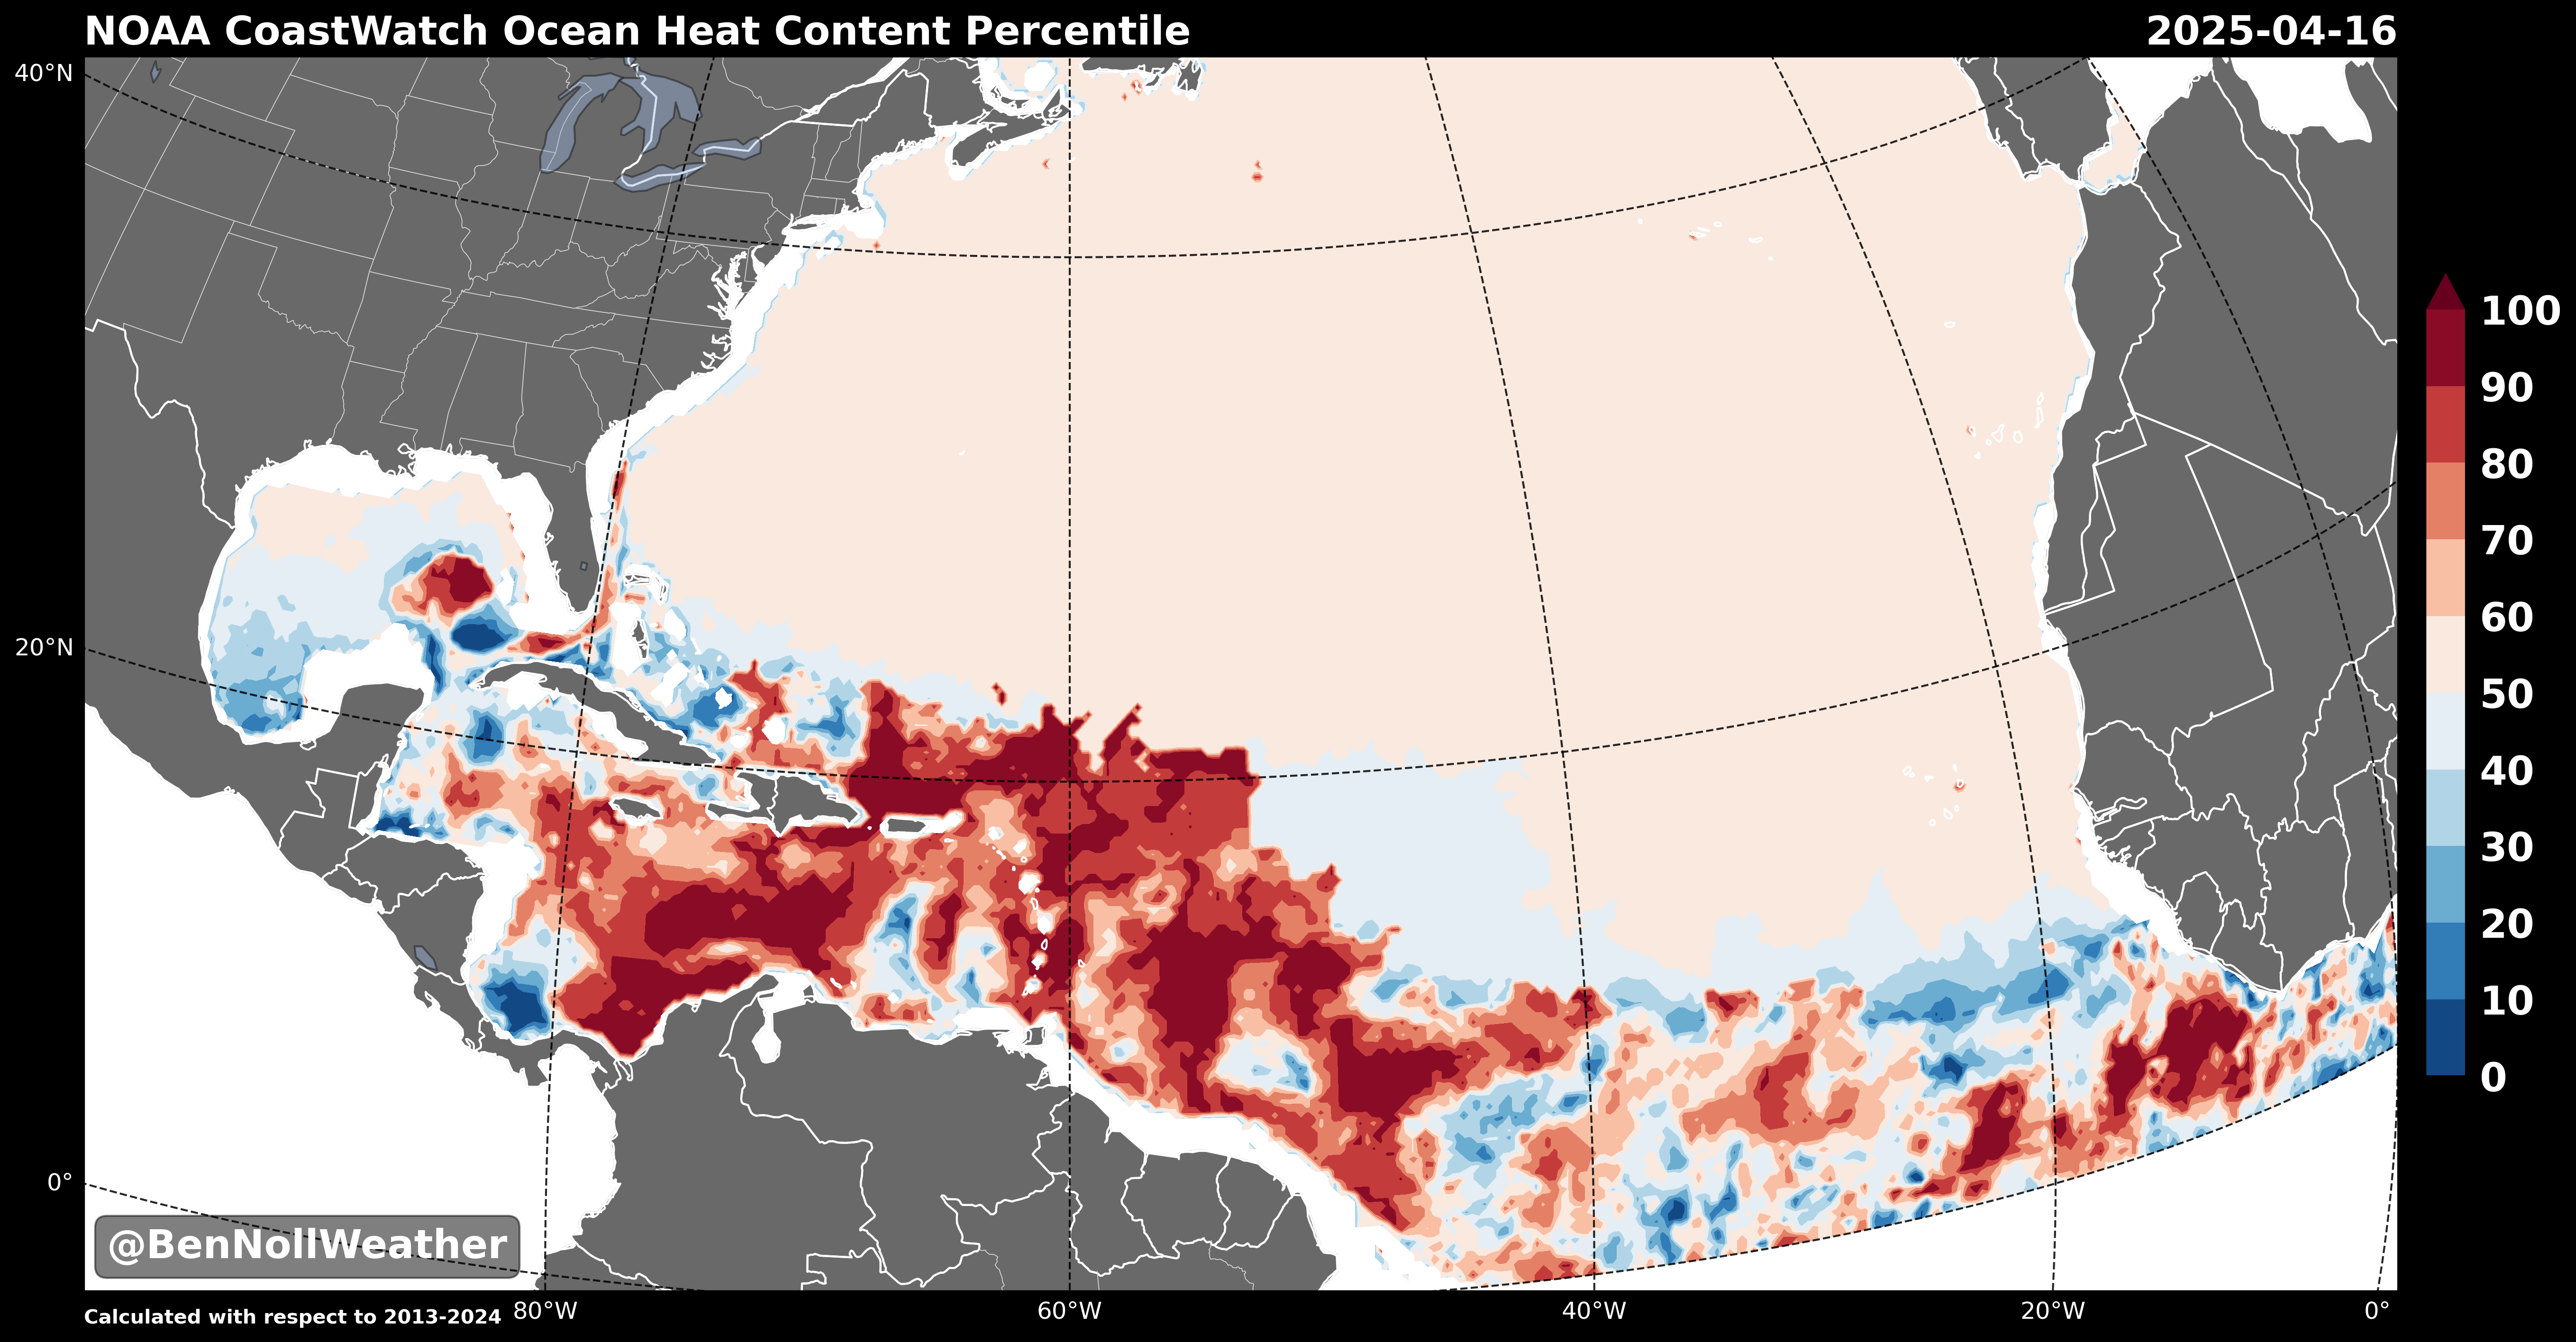 NOAA CoastWatch Ocean Heat Content Percentile
2025-04-16
40°N
20°N
0°
100
90
80
70
60
50
40
30
20
10
0
@BenNollWeather
Calculated with respect to 2013-2024
80°W
60°W
40°W
20°W
0°